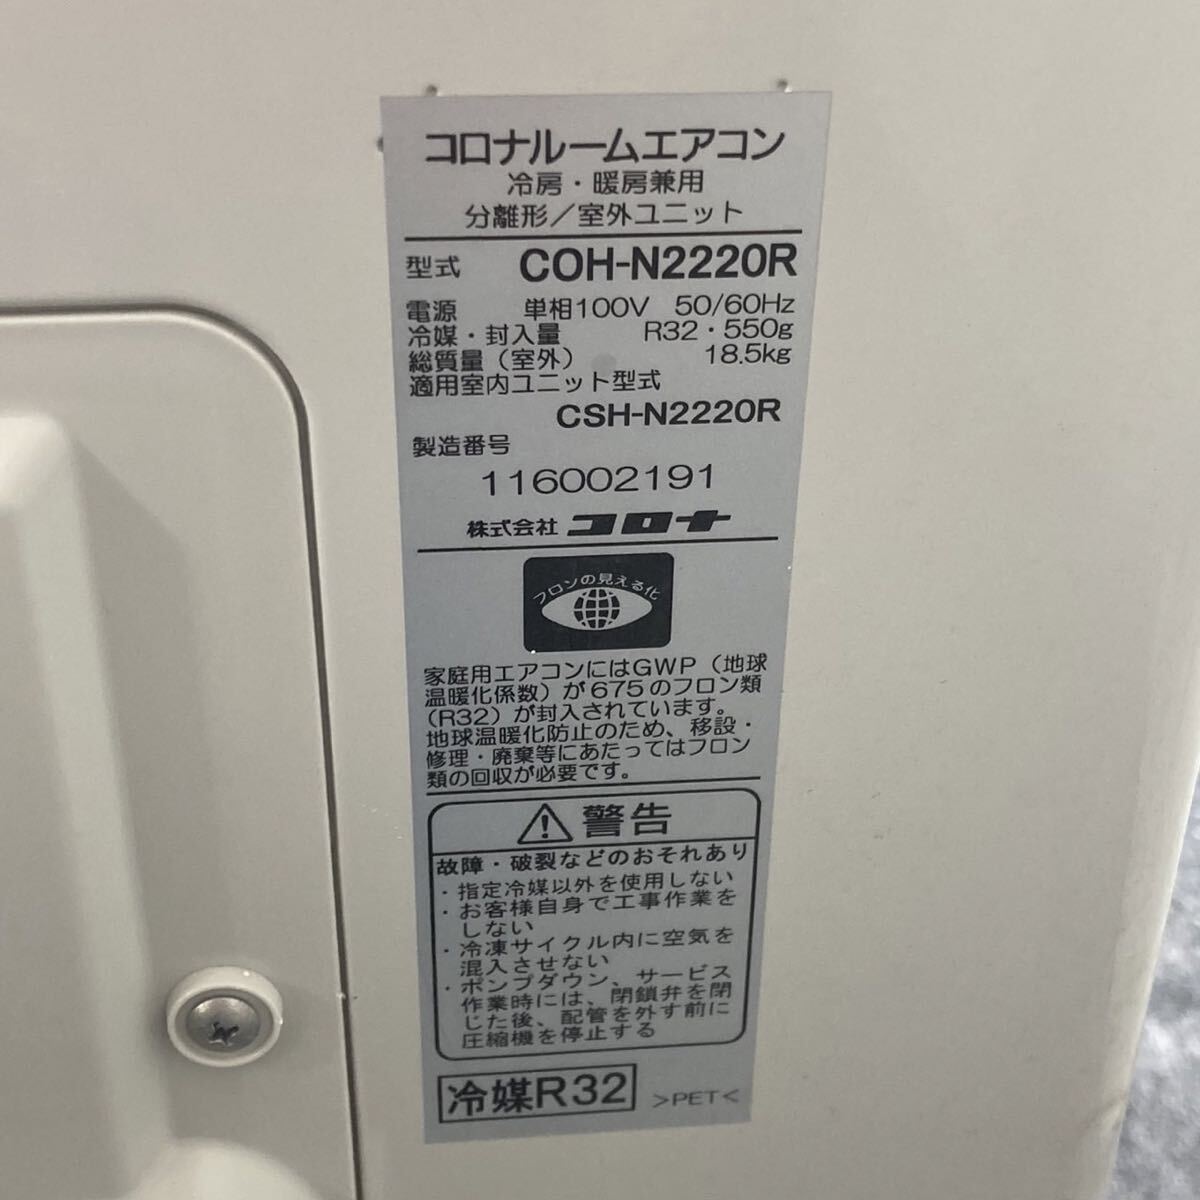 コロナルームエアコン
冷房・暖房兼用
分離形／室外ユニット
型式 COH-N2220R
電源 単相100V 50/60Hz
冷媒・封入量 R32・550g
総質量（室外） 18.5kg
適用室内ユニット型式
CSH-N2220R
製造番号
116002191
株式会社 コロナ
フロンの見える化
家庭用エアコンにはGWP（地球
温暖化係数）が675のフロン類
（R32）が封入されています。
地球温暖化防止のため、移設・
修理・廃棄等にあたってはフロン
類の回収が必要です。
警告
故障・破裂などのおそれあり
・指定冷媒以外を使用しない
・お客様自身で工事作業を
しない
・冷凍サイクル内に空気を
混入させない
・ポンプダウン、サービス
作業時には、閉鎖弁を閉
じた後、配管を外す前に
圧縮機を停止する
冷媒R32 >PET<